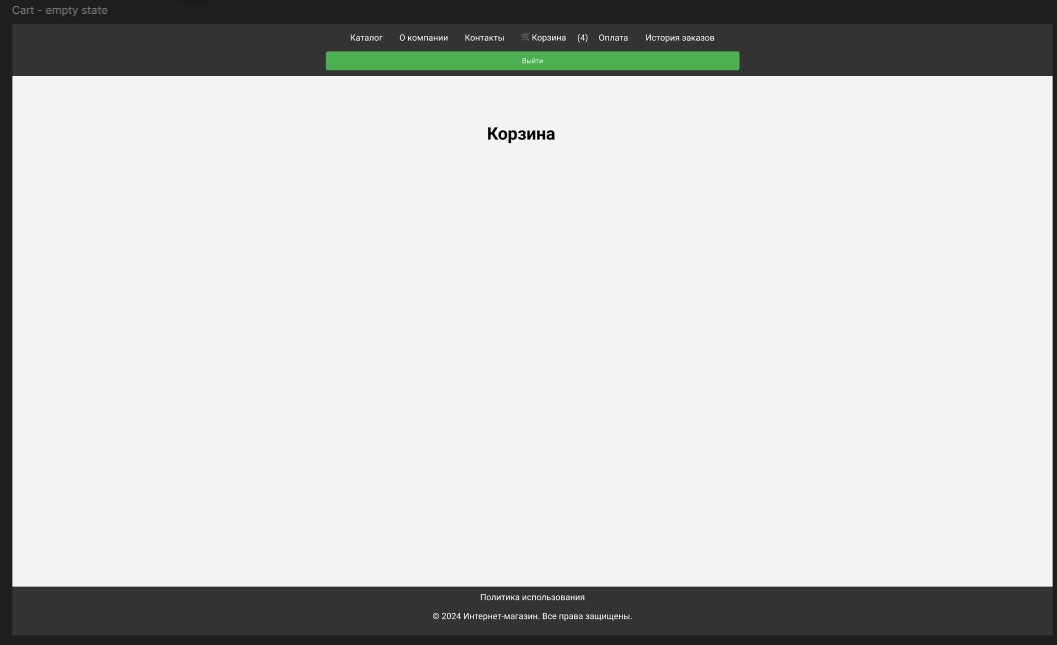 Cart - empty state
Каталог О компании Контакты 🛒 Корзина (4) Оплата История заказов
Выйти
Корзина
Политика использования
© 2024 Интернет-магазин. Все права защищены.